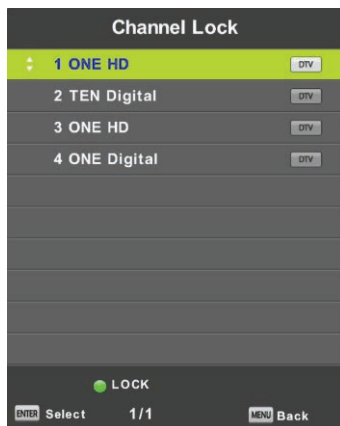 Channel Lock
1 ONE HD DTV
2 TEN Digital DTV
3 ONE HD DTV
4 ONE Digital DTV
LOCK
ENTER Select 1/1 MENU Back